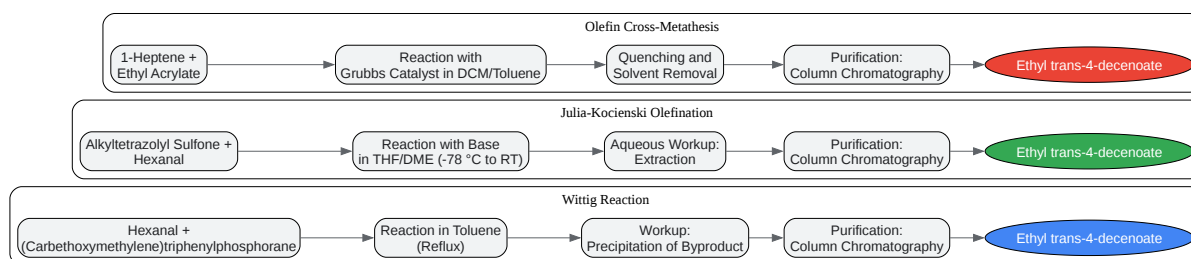 Olefin Cross-Metathesis
1-Heptene +
Ethyl Acrylate
Reaction with
Grubbs Catalyst in DCM/Toluene
Quenching and
Solvent Removal
Purification:
Column Chromatography
Ethyl trans-4-decenoate
Julia-Kocienski Olefination
Alkyltetrazolyl Sulfone +
Hexanal
Reaction with Base
in THF/DME (-78 °C to RT)
Aqueous Workup:
Extraction
Purification:
Column Chromatography
Ethyl trans-4-decenoate
Wittig Reaction
Hexanal +
(Carbethoxymethylene)triphenylphosphorane
Reaction in Toluene
(Reflux)
Workup:
Precipitation of Byproduct
Purification:
Column Chromatography
Ethyl trans-4-decenoate